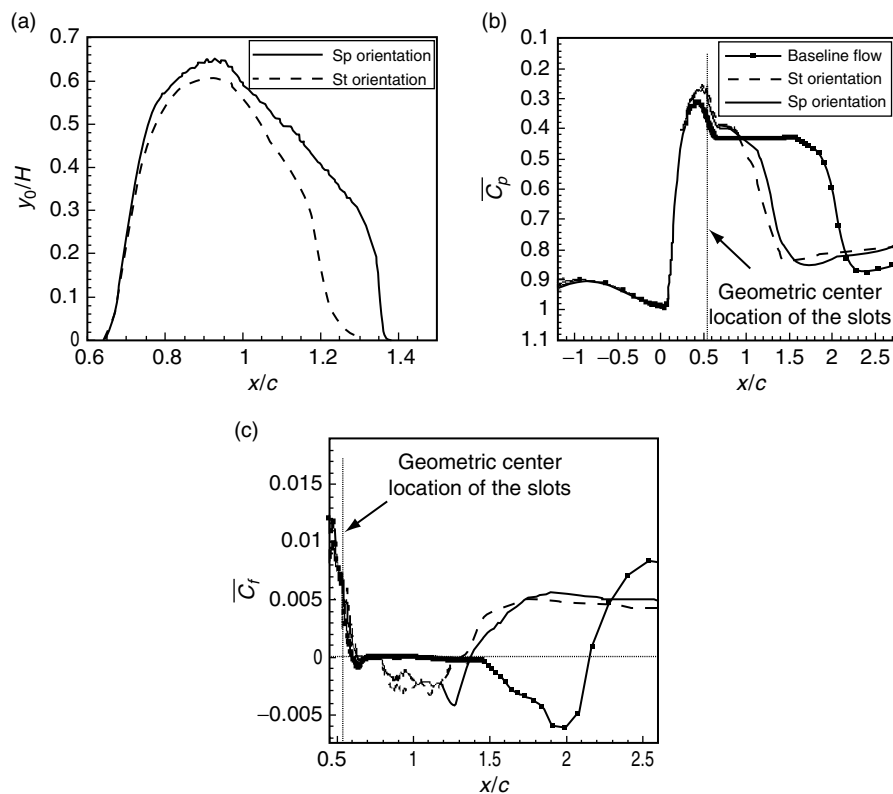 (a)
0.7
0.6
0.5
0.4
0.3
0.2
0.1
0
y0/H
Sp orientation
St orientation
0.6
0.8
1
1.2
1.4
x/c
(b)
0.1
0.2
0.3
0.4
0.5
0.6
0.7
0.8
0.9
1
1.1
Cp
Baseline flow
St orientation
Sp orientation
Geometric center
location of the slots
−1
−0.5
0
0.5
1
1.5
2
2.5
x/c
(c)
0.015
0.01
0.005
0
−0.005
Cf
Geometric center
location of the slots
0.5
1
1.5
2
2.5
x/c